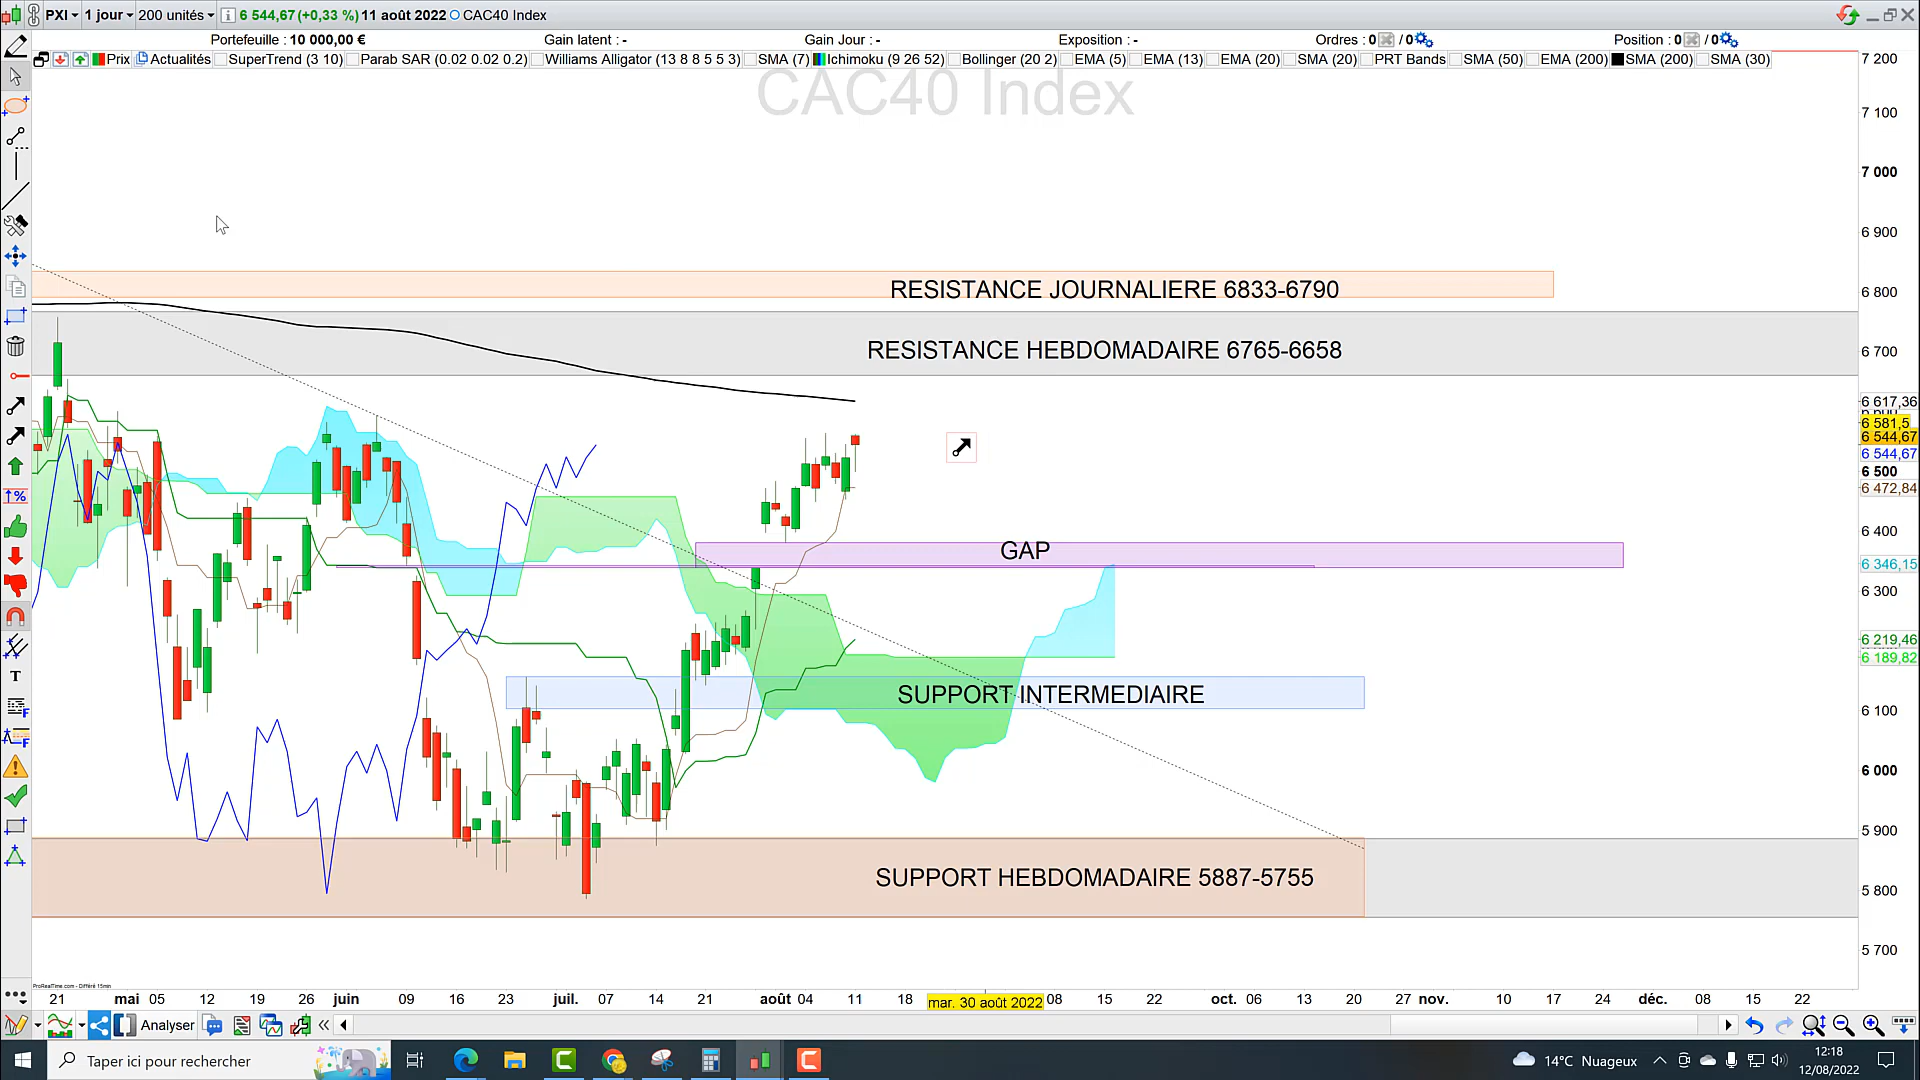 PXI 1 jour 200 unités 6 544,67 (+0,33 %) 11 août 2022 CAC40 Index
Portefeuille : 10 000,00 € Gain latent : - Gain Jour : - Exposition : - Ordres : 0 / 0 Position : 0 / 0
Prix Actualités SuperTrend (3 10) Parab SAR (0.02 0.02 0.2) Williams Alligator (13 8 8 5 5 3) SMA (7) Ichimoku (9 26 52) Bollinger (20 2) EMA (5) EMA (13) EMA (20) SMA (20) PRT Bands SMA (50) EMA (200) SMA (200) SMA (30)
CAC40 Index
7 200
7 100
7 000
6 900
6 800
RESISTANCE JOURNALIERE 6833-6790
RESISTANCE HEBDOMADAIRE 6765-6658
6 700
6 617,36
6 581,5
6 544,67
6 544,67
6 500
6 472,84
6 400
GAP
6 346,15
6 300
6 219,46
6 189,82
SUPPORT INTERMEDIAIRE
6 100
6 000
5 900
SUPPORT HEBDOMADAIRE 5887-5755
5 800
5 700
ProRealTime.com - Différé 15min
21 mai 05 12 19 26 juin 09 16 23 juil. 07 14 21 août 04 11 18 mar. 30 août 2022 08 15 22 oct. 06 13 20 27 nov. 10 17 24 déc. 08 15 22
Analyser
Taper ici pour rechercher
14°C Nuageux
12:18
12/08/2022